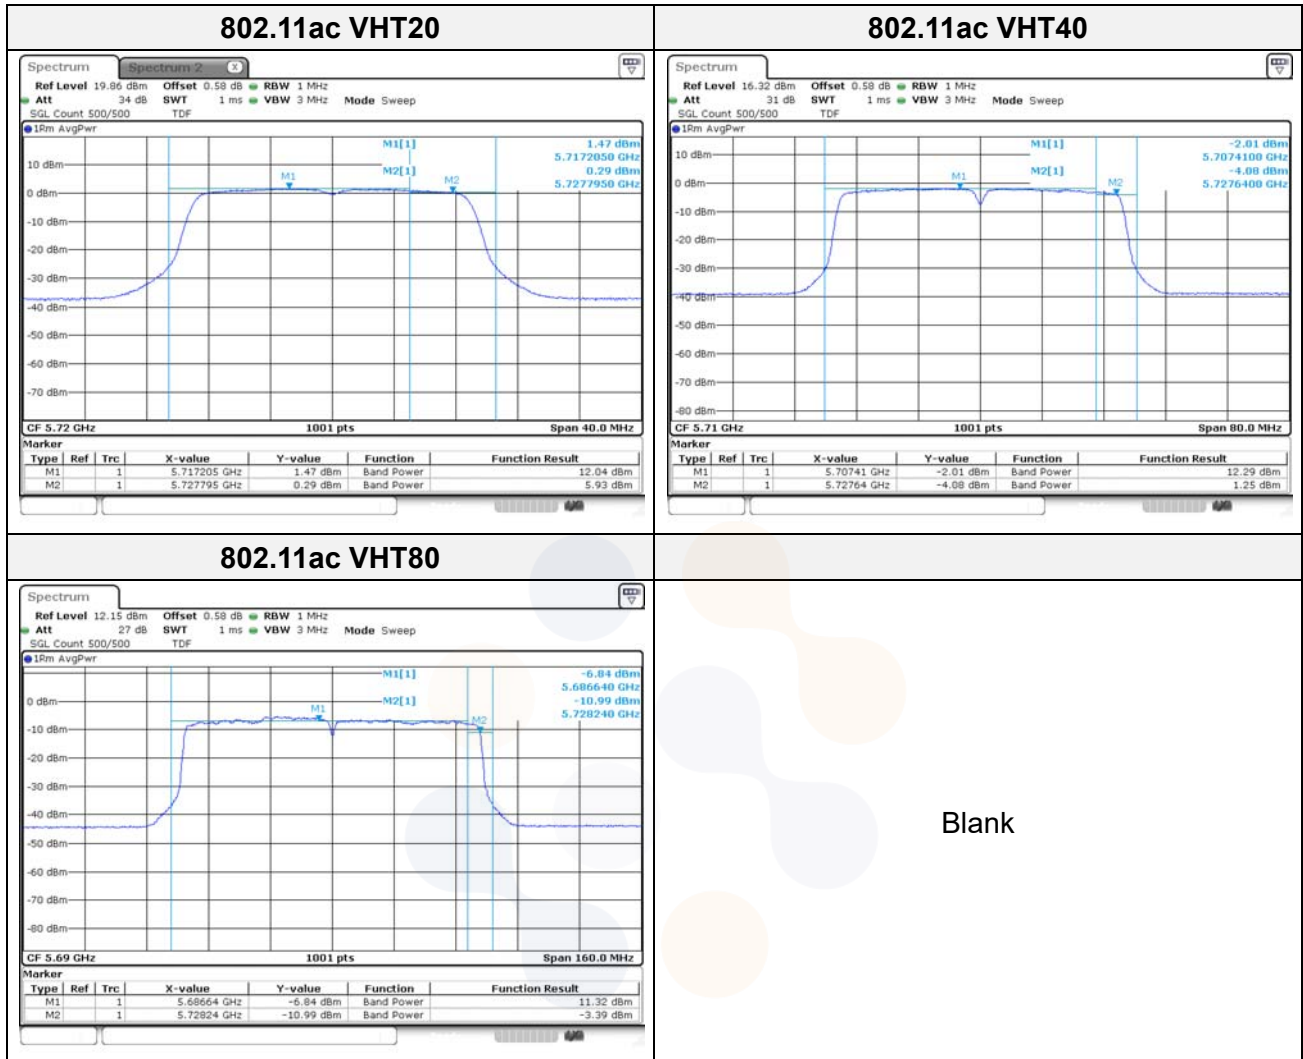 802.11ac VHT20
802.11ac VHT40
Spectrum
Spectrum 2 X
Ref Level 19.86 dBm Offset 0.58 dB RBW 1 MHz
Att 34 dB SWT 1 ms VBW 3 MHz Mode Sweep
SGL Count 500/500 TDF
1Rm AvgPwr
M1[1] 1.47 dBm
5.7172050 GHz
M2[1] 0.29 dBm
5.7277950 GHz
10 dBm
M1
M2
0 dBm
-10 dBm
-20 dBm
-30 dBm
-40 dBm
-50 dBm
-60 dBm
-70 dBm
CF 5.72 GHz 1001 pts Span 40.0 MHz
Marker
Type Ref Trc X-value Y-value Function Function Result
M1 1 5.717205 GHz 1.47 dBm Band Power 12.04 dBm
M2 1 5.727795 GHz 0.29 dBm Band Power 5.93 dBm
Spectrum
Ref Level 16.32 dBm Offset 0.58 dB RBW 1 MHz
Att 31 dB SWT 1 ms VBW 3 MHz Mode Sweep
SGL Count 500/500 TDF
1Rm AvgPwr
M1[1] -2.01 dBm
5.7074100 GHz
M2[1] -4.08 dBm
5.7276400 GHz
10 dBm
M1
M2
0 dBm
-10 dBm
-20 dBm
-30 dBm
-40 dBm
-50 dBm
-60 dBm
-70 dBm
-80 dBm
CF 5.71 GHz 1001 pts Span 80.0 MHz
Marker
Type Ref Trc X-value Y-value Function Function Result
M1 1 5.70741 GHz -2.01 dBm Band Power 12.29 dBm
M2 1 5.72764 GHz -4.08 dBm Band Power 1.25 dBm
802.11ac VHT80
Spectrum
Ref Level 12.15 dBm Offset 0.58 dB RBW 1 MHz
Att 27 dB SWT 1 ms VBW 3 MHz Mode Sweep
SGL Count 500/500 TDF
1Rm AvgPwr
M1[1] -6.84 dBm
5.686640 GHz
M2[1] -10.99 dBm
5.728240 GHz
0 dBm
M1
M2
-10 dBm
-20 dBm
-30 dBm
-40 dBm
-50 dBm
-60 dBm
-70 dBm
-80 dBm
CF 5.69 GHz 1001 pts Span 160.0 MHz
Marker
Type Ref Trc X-value Y-value Function Function Result
M1 1 5.68664 GHz -6.84 dBm Band Power 11.32 dBm
M2 1 5.72824 GHz -10.99 dBm Band Power -3.39 dBm
Blank